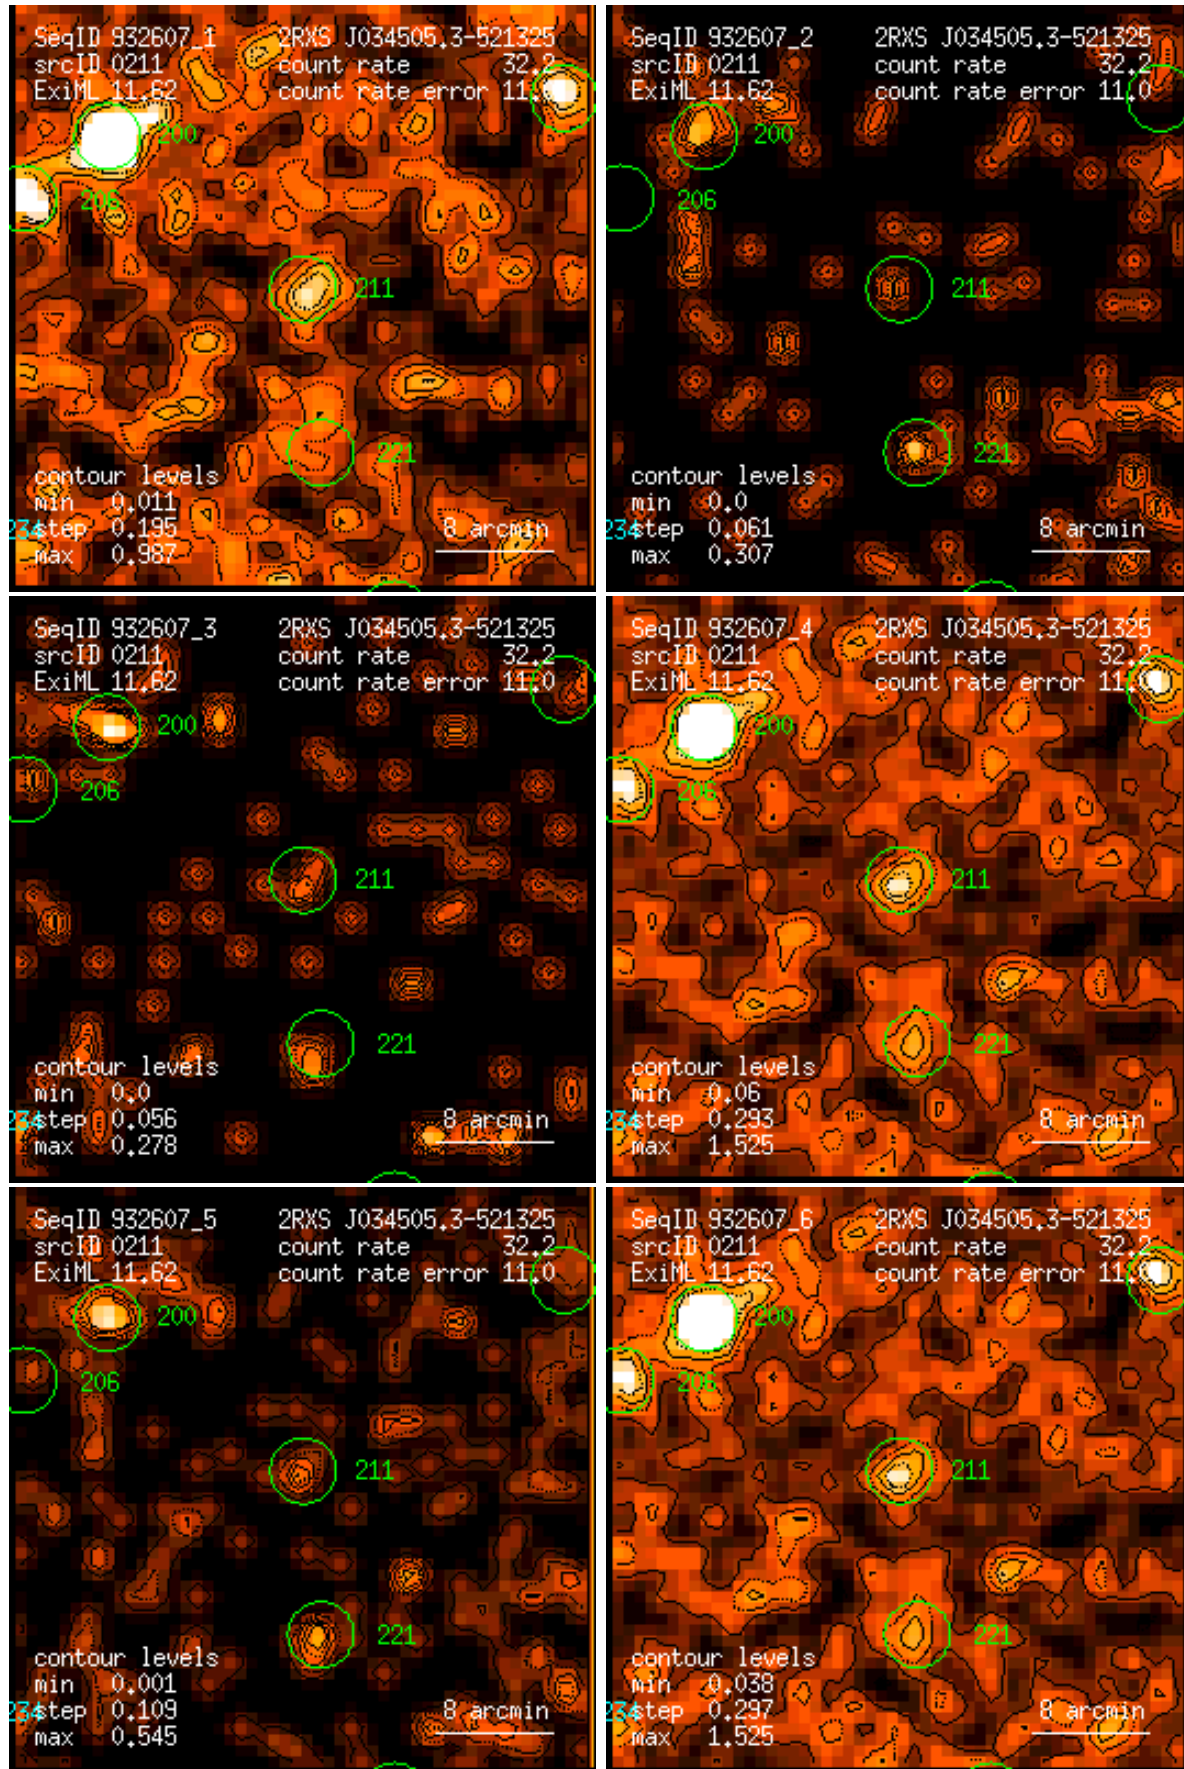 SeqID 932607_1 2RXS J034505.3-521325
srcID 0211 count rate 32.2
ExiML 11.62 count rate error 11.0
200
206
211
221
contour levels
min 0.011
234 step 0.195 8 arcmin
max 0.987
SeqID 932607_2 2RXS J034505.3-521325
srcID 0211 count rate 32.2
ExiML 11.62 count rate error 11.0
200
206
211
221
contour levels
min 0.0
234 step 0.061 8 arcmin
max 0.307
SeqID 932607_3 2RXS J034505.3-521325
srcID 0211 count rate 32.2
ExiML 11.62 count rate error 11.0
200
206
211
221
contour levels
min 0.0
234 step 0.056 8 arcmin
max 0.278
SeqID 932607_4 2RXS J034505.3-521325
srcID 0211 count rate 32.2
ExiML 11.62 count rate error 11.0
200
206
211
221
contour levels
min 0.06
234 step 0.293 8 arcmin
max 1.525
SeqID 932607_5 2RXS J034505.3-521325
srcID 0211 count rate 32.2
ExiML 11.62 count rate error 11.0
200
206
211
221
contour levels
min 0.001
234 step 0.109 8 arcmin
max 0.545
SeqID 932607_6 2RXS J034505.3-521325
srcID 0211 count rate 32.2
ExiML 11.62 count rate error 11.0
200
206
211
221
contour levels
min 0.038
234 step 0.297 8 arcmin
max 1.525